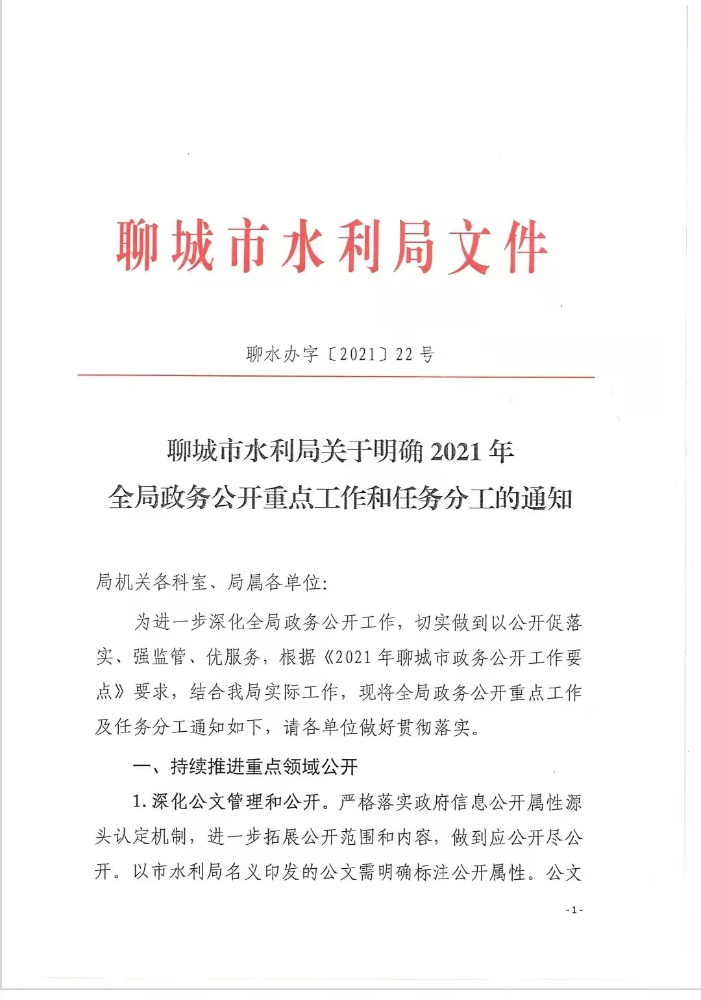 聊城市水利局文件
聊水办字〔2021〕22号
聊城市水利局关于明确2021年
全局政务公开重点工作和任务分工的通知
局机关各科室、局属各单位：
为进一步深化全局政务公开工作，切实做到以公开促落
实、强监管、优服务，根据《2021年聊城市政务公开工作要
点》要求，结合我局实际工作，现将全局政务公开重点工作
及任务分工通知如下，请各单位做好贯彻落实。
一、持续推进重点领域公开
1.深化公文管理和公开。严格落实政府信息公开属性源
头认定机制，进一步拓展公开范围和内容，做到应公开尽公
开。以市水利局名义印发的公文需明确标注公开属性。公文
-1-